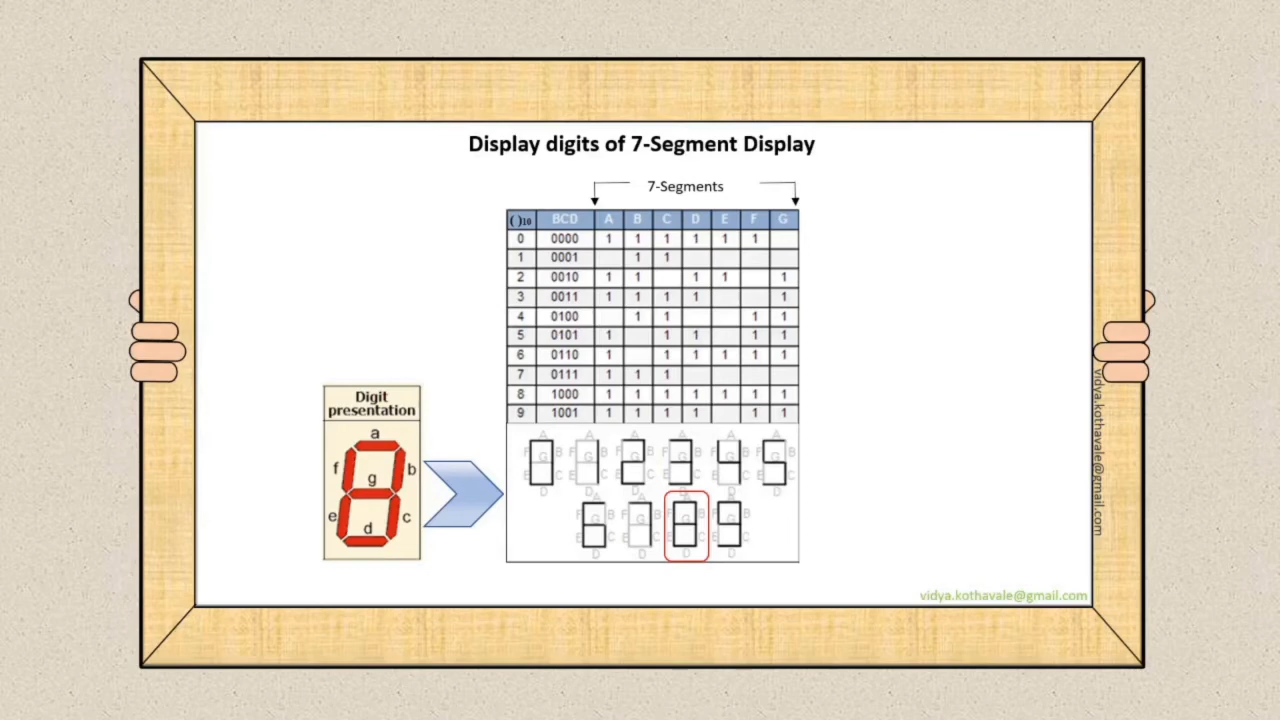 Display digits of 7-Segment Display
7-Segments
( )10 BCD A B C D E F G
0 0000 1 1 1 1 1 1
1 0001 1 1
2 0010 1 1 1 1 1
3 0011 1 1 1 1 1
4 0100 1 1 1 1
5 0101 1 1 1 1 1
6 0110 1 1 1 1 1 1
7 0111 1 1 1
8 1000 1 1 1 1 1 1 1
9 1001 1 1 1 1 1 1
Digit
presentation
a
f b
g
e c
d
A A A A A A
F G B F G B F G B F G B F G B F G B
E C E C E C E C E C E C
D D D D D D
A A A A
F G B F G B F G B F G B
E C E C E C E C
D D D D
vidya.kothavale@gmail.com
vidya.kothavale@gmail.com